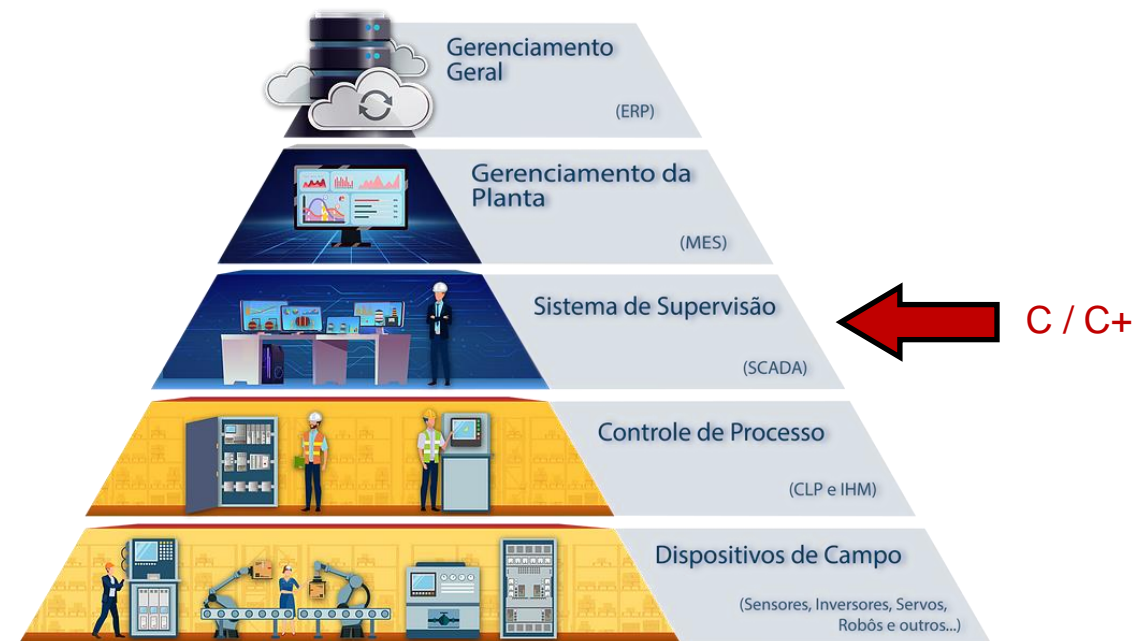 Gerenciamento
Geral
(ERP)
Gerenciamento da
Planta
(MES)
Sistema de Supervisão
(SCADA)
C / C+
Controle de Processo
(CLP e IHM)
Dispositivos de Campo
(Sensores, Inversores, Servos,
Robôs e outros...)